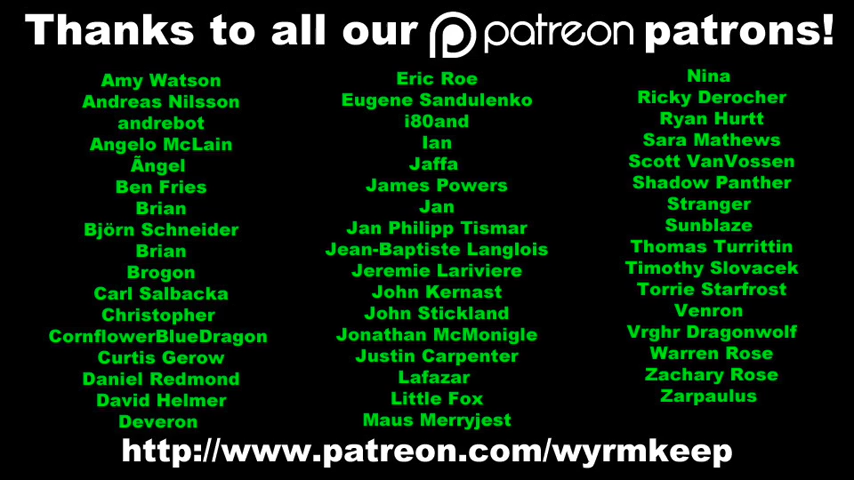 Thanks to all our patreon patrons!
Amy Watson
Andreas Nilsson
andrebot
Angelo McLain
Ãngel
Ben Fries
Brian
Björn Schneider
Brian
Brogon
Carl Salbacka
Christopher
CornflowerBlueDragon
Curtis Gerow
Daniel Redmond
David Helmer
Deveron
Eric Roe
Eugene Sandulenko
i80and
Ian
Jaffa
James Powers
Jan
Jan Philipp Tismar
Jean-Baptiste Langlois
Jeremie Lariviere
John Kernast
John Stickland
Jonathan McMonigle
Justin Carpenter
Lafazar
Little Fox
Maus Merryjest
Nina
Ricky Derocher
Ryan Hurtt
Sara Mathews
Scott VanVossen
Shadow Panther
Stranger
Sunblaze
Thomas Turrittin
Timothy Slovacek
Torrie Starfrost
Venron
Vrghr Dragonwolf
Warren Rose
Zachary Rose
Zarpaulus
http://www.patreon.com/wyrmkeep